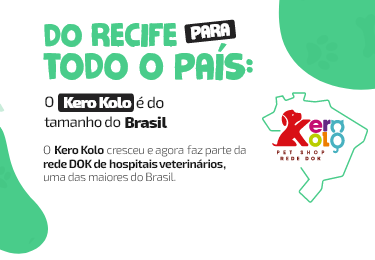 DO RECIFE PARA
TODO O PAÍS:
O Kero Kolo é do
tamanho do Brasil
O Kero Kolo cresceu e agora faz parte da
rede DOK de hospitais veterinários,
uma das maiores do Brasil.
Kero
Kolo
PET SHOP
REDE DOK